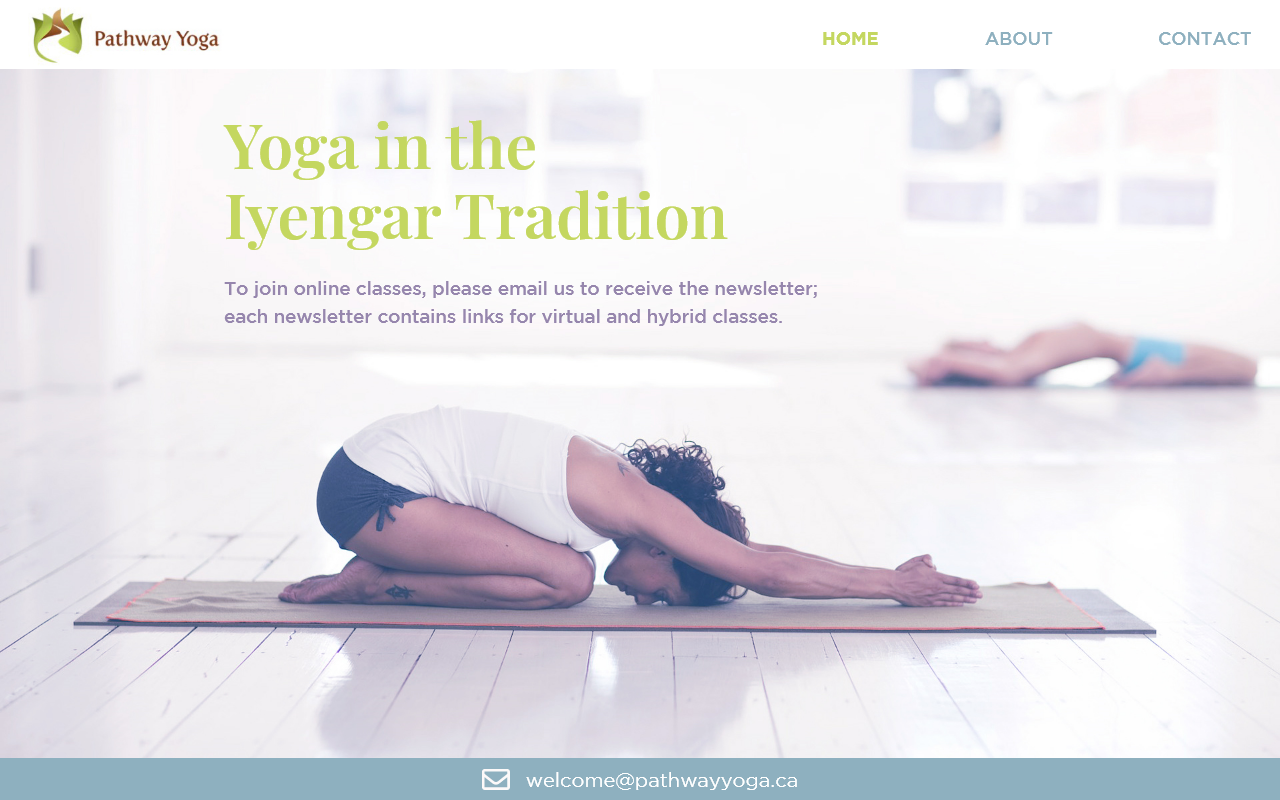 Pathway Yoga
HOME ABOUT CONTACT
Yoga in the
Iyengar Tradition
To join online classes, please email us to receive the newsletter;
each newsletter contains links for virtual and hybrid classes.
welcome@pathwayyoga.ca